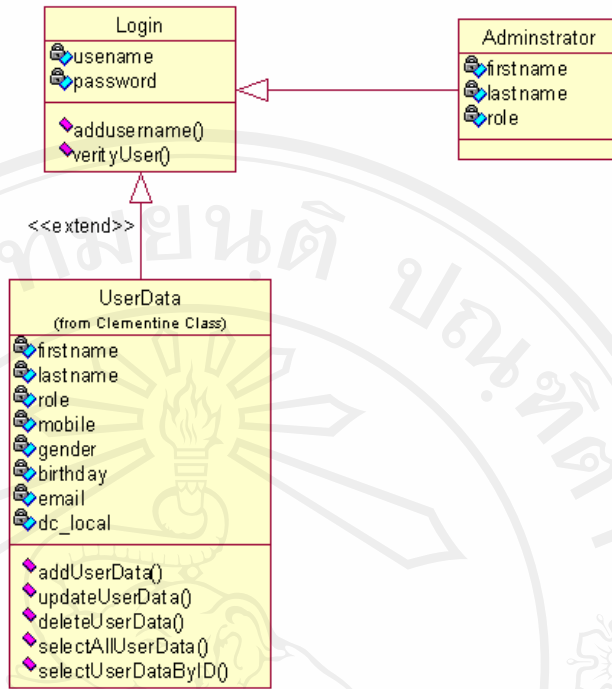 Login
usename
password
addusername()
verityUser()
Adminstrator
firstname
lastname
role
<<extend>>
UserData
(from Clementine Class)
firstname
lastname
role
mobile
gender
birthday
email
dc_local
addUserData()
updateUserData()
deleteUserData()
selectAllUserData()
selectUserDataByID()